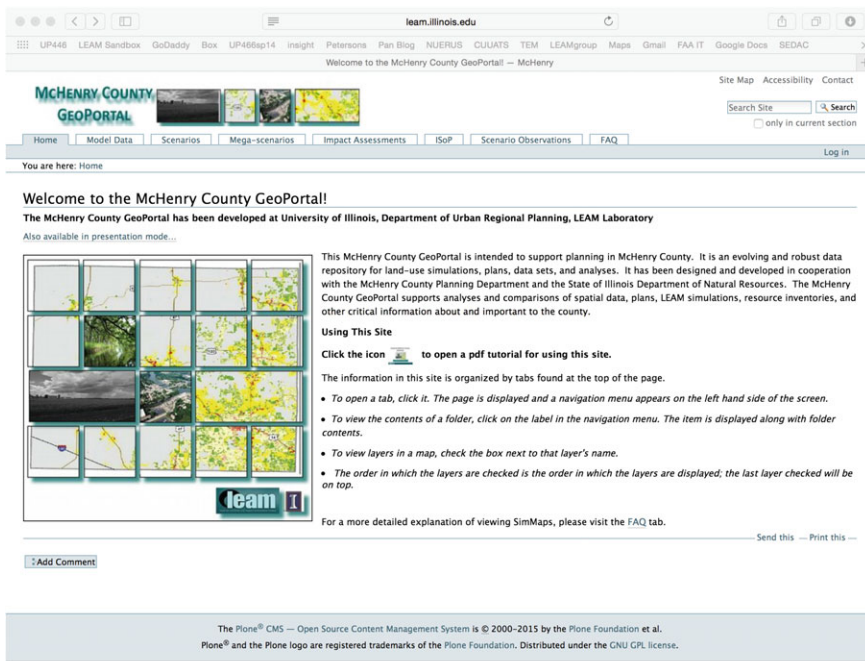 leam.illinois.edu
UP446 LEAM Sandbox GoDaddy Box UP466sp14 insight Petersons Pan Blog NUERUS CUUATS TEM LEAMgroup Maps Gmail FAA IT Google Docs SEDAC
Welcome to the McHenry County GeoPortal! — McHenry
Site Map Accessibility Contact
McHenry County
GeoPortal
Search Site Search
only in current section
Home Model Data Scenarios Mega-scenarios Impact Assessments ISoP Scenario Observations FAQ
Log in
You are here: Home
Welcome to the McHenry County GeoPortal!
The McHenry County GeoPortal has been developed at University of Illinois, Department of Urban Regional Planning, LEAM Laboratory
Also available in presentation mode...
This McHenry County GeoPortal is intended to support planning in McHenry County. It is an evolving and robust data
repository for land-use simulations, plans, data sets, and analyses. It has been designed and developed in cooperation
with the McHenry County Planning Department and the State of Illinois Department of Natural Resources. The McHenry
County GeoPortal supports analyses and comparisons of spatial data, plans, LEAM simulations, resource inventories, and
other critical information about and important to the county.
Using This Site
Click the icon to open a pdf tutorial for using this site.
The information in this site is organized by tabs found at the top of the page.
• To open a tab, click it. The page is displayed and a navigation menu appears on the left hand side of the screen.
• To view the contents of a folder, click on the label in the navigation menu. The item is displayed along with folder
contents.
• To view layers in a map, check the box next to that layer's name.
• The order in which the layers are checked is the order in which the layers are displayed; the last layer checked will be
on top.
leam I
For a more detailed explanation of viewing SimMaps, please visit the FAQ tab.
Send this — Print this —
Add Comment
The Plone® CMS — Open Source Content Management System is © 2000-2015 by the Plone Foundation et al.
Plone® and the Plone logo are registered trademarks of the Plone Foundation. Distributed under the GNU GPL license.